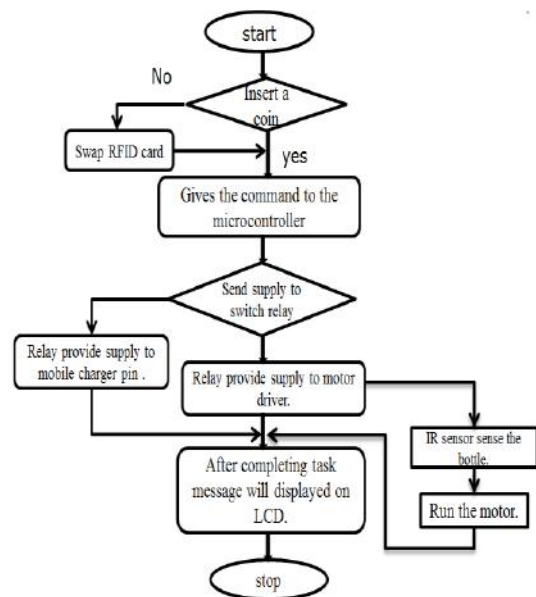 start
No
Insert a
coin
Swap RFID card
yes
Gives the command to the
microcontroller
Send supply to
switch relay
Relay provide supply to
mobile charger pin .
Relay provide supply to motor
driver.
IR sensor sense the
bottle.
Run the motor.
After completing task
message will displayed on
LCD.
stop